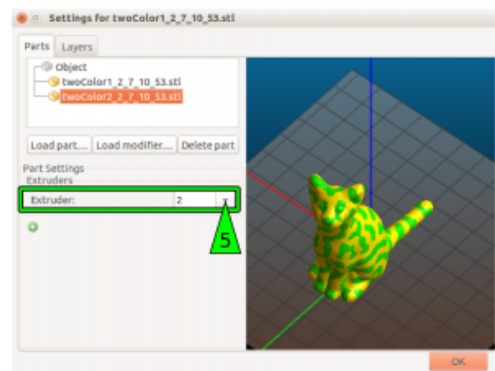 Settings for twoColor1_2_7_10_53.stl
Parts Layers
Object
twoColor1_2_7_10_53.stl
twoColor2_2_7_10_53.stl
Load part... Load modifier... Delete part
Part Settings
Extruders
Extruder: 2
5
OK